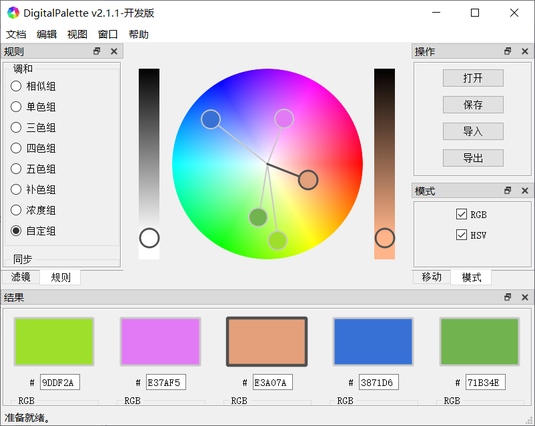 DigitalPalette v2.1.1-开发版
文档 编辑 视图 窗口 帮助
规则
调和
相似组
单色组
三色组
四色组
五色组
补色组
浓度组
自定组
同步
滤镜 规则
操作
打开
保存
导入
导出
模式
RGB
HSV
移动 模式
结果
# 9DDF2A # E37AF5 # E3A07A # 3871D6 # 71B34E
RGB RGB RGB RGB RGB
准备就绪。